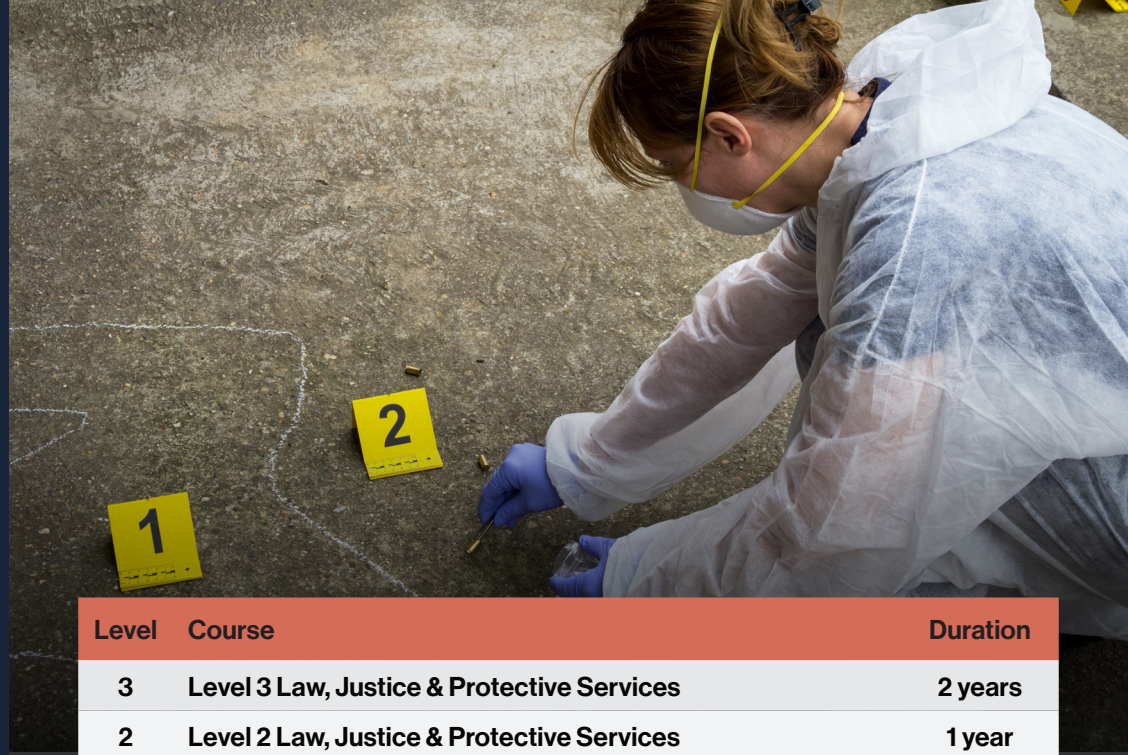 2
1
Level Course Duration
3 Level 3 Law, Justice & Protective Services 2 years
2 Level 2 Law, Justice & Protective Services 1 year